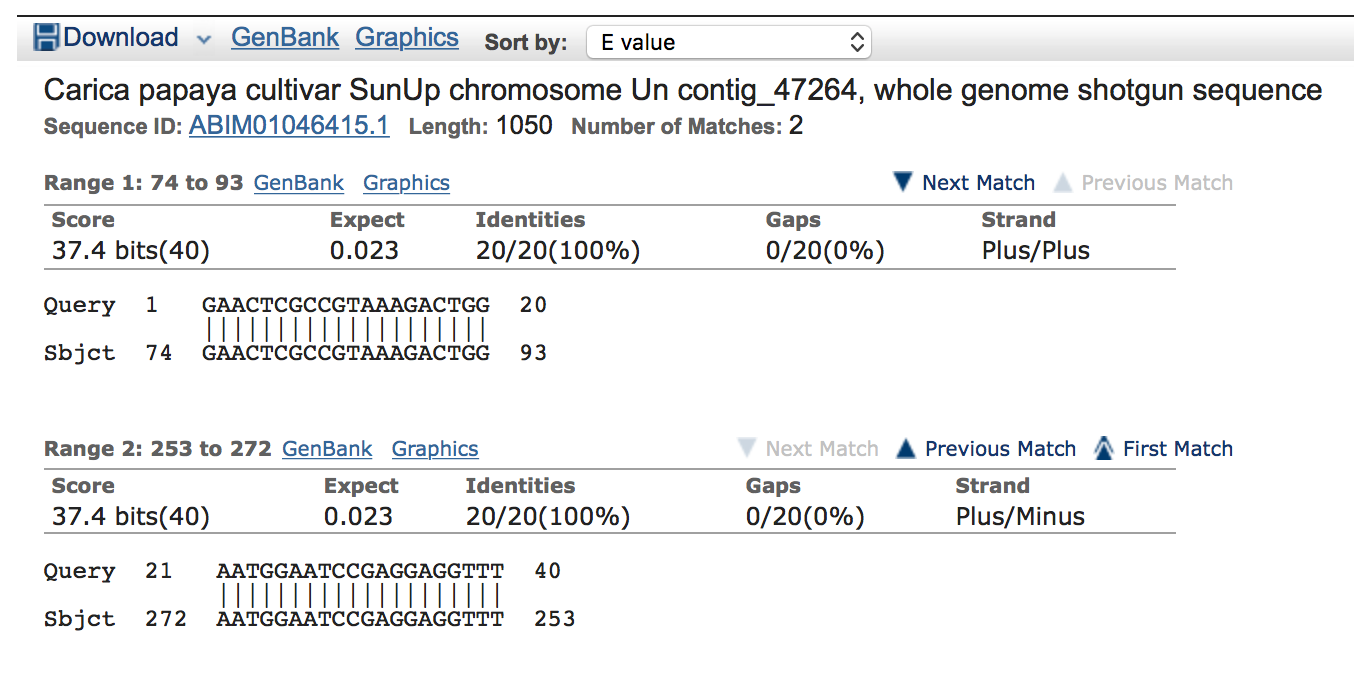 Download GenBank Graphics Sort by: E value
Carica papaya cultivar SunUp chromosome Un contig_47264, whole genome shotgun sequence
Sequence ID: ABIM01046415.1 Length: 1050 Number of Matches: 2
Range 1: 74 to 93 GenBank Graphics Next Match Previous Match
Score Expect Identities Gaps Strand
37.4 bits(40) 0.023 20/20(100%) 0/20(0%) Plus/Plus
Query 1 GAACTCGCCGTAAAGACTGG 20
||||||||||||||||||||
Sbjct 74 GAACTCGCCGTAAAGACTGG 93
Range 2: 253 to 272 GenBank Graphics Next Match Previous Match First Match
Score Expect Identities Gaps Strand
37.4 bits(40) 0.023 20/20(100%) 0/20(0%) Plus/Minus
Query 21 AATGGAATCCGAGGAGGTTT 40
||||||||||||||||||||
Sbjct 272 AATGGAATCCGAGGAGGTTT 253